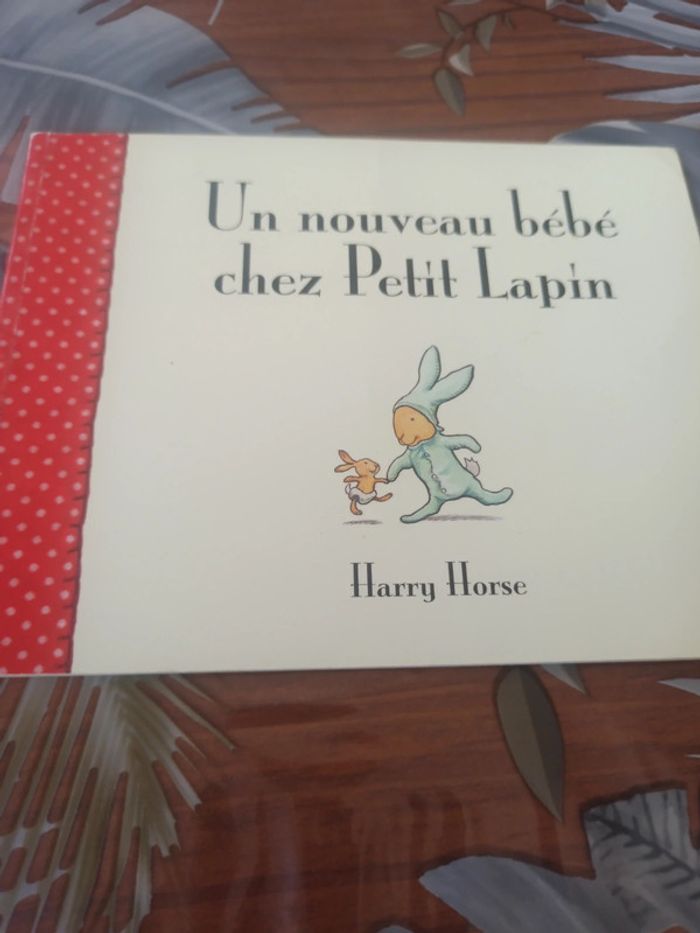 Un nouveau bébé
chez Petit Lapin
Harry Horse